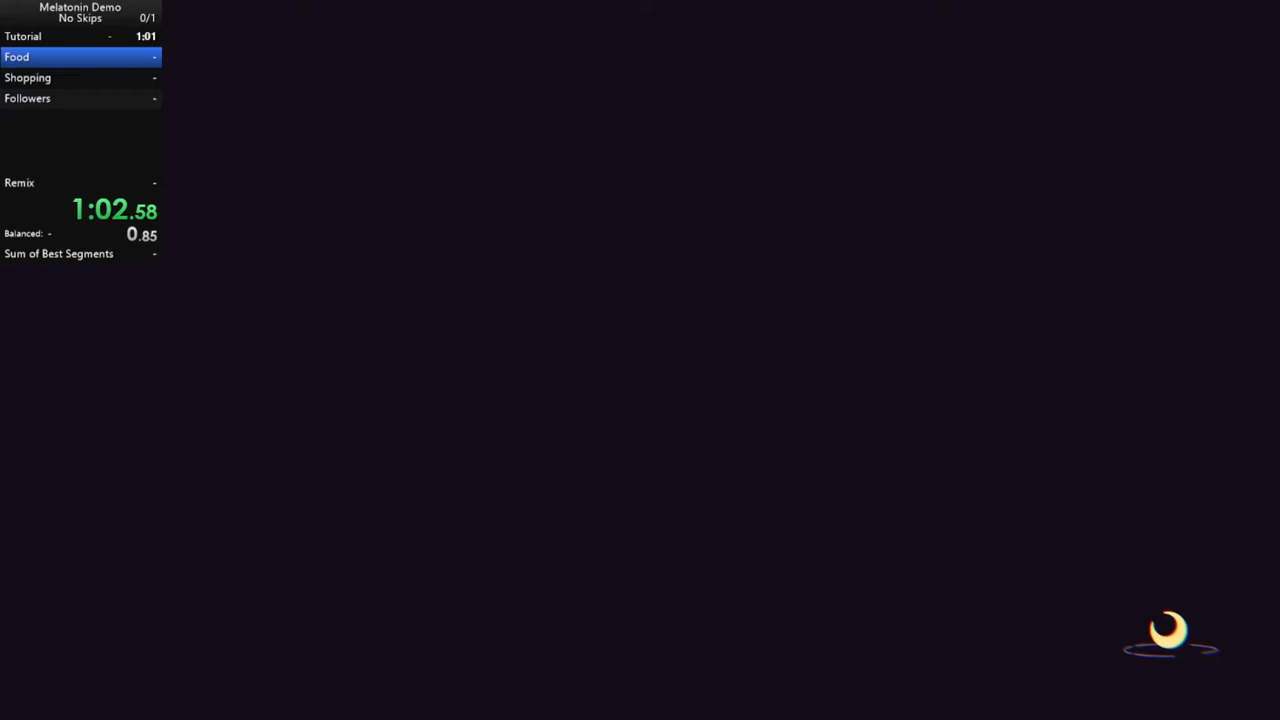 Melatonin Demo
No Skips 0/1
Tutorial - 1:01
Food -
Shopping -
Followers -
Remix -
1:02.58
Balanced: - 0.85
Sum of Best Segments -